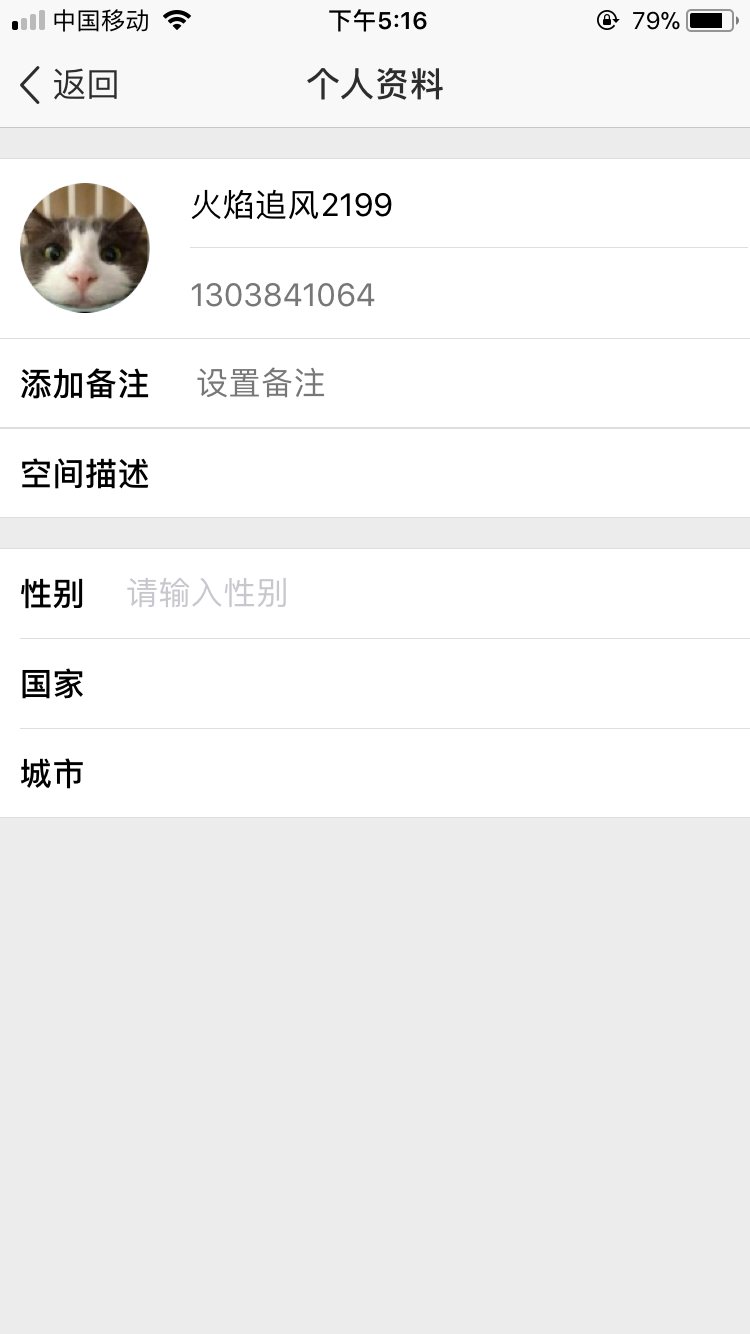 中国移动 下午5:16 79%
返回 个人资料
火焰追风2199
1303841064
添加备注 设置备注
空间描述
性别 请输入性别
国家
城市